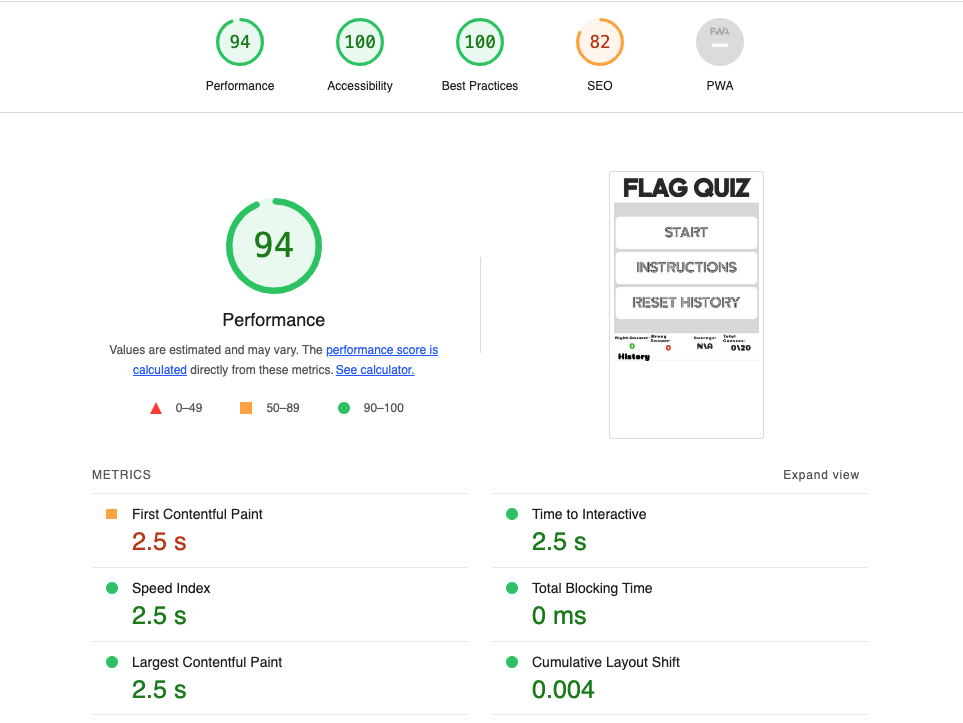 94
100
100
82
PWA
Performance
Accessibility
Best Practices
SEO
PWA
94
Performance
Values are estimated and may vary. The performance score is
calculated directly from these metrics. See calculator.
0–49
50–89
90–100
FLAG QUIZ
START
INSTRUCTIONS
RESET HISTORY
Right Answer: Wrong Answer: Average: Total Guesses:
0 0 N\A 0\20
History
METRICS
Expand view
First Contentful Paint
2.5 s
Time to Interactive
2.5 s
Speed Index
2.5 s
Total Blocking Time
0 ms
Largest Contentful Paint
2.5 s
Cumulative Layout Shift
0.004